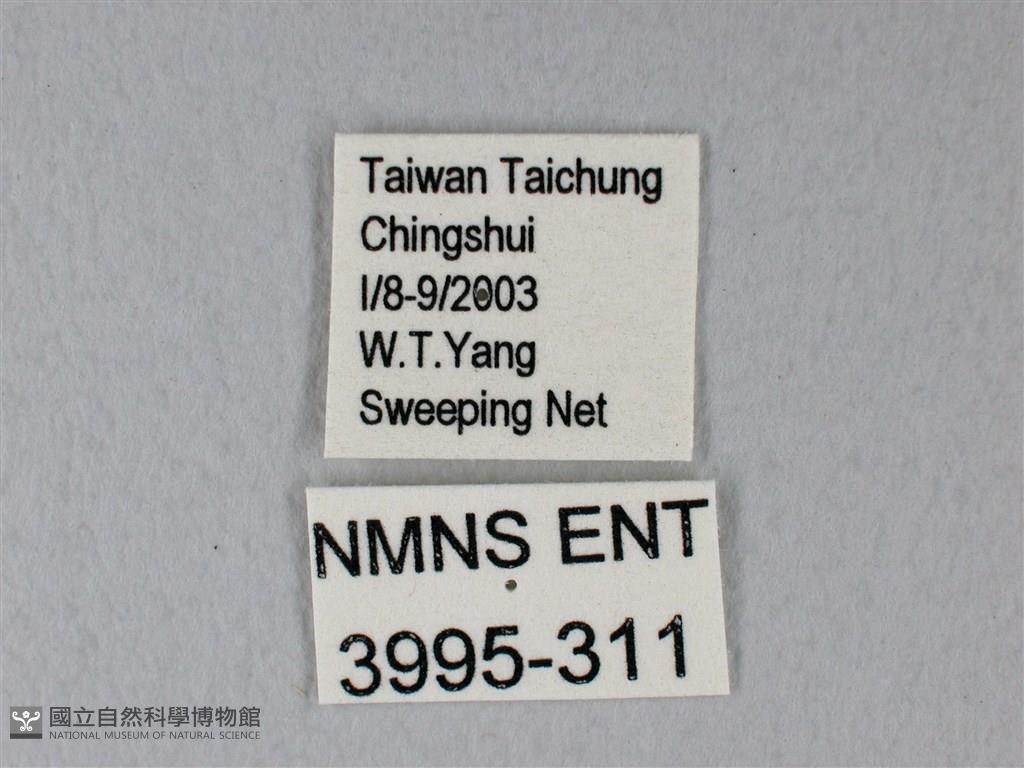 Taiwan Taichung
Chingshui
I/8-9/2003
W.T.Yang
Sweeping Net
NMNS ENT
3995-311
國立自然科學博物館
NATIONAL MUSEUM OF NATURAL SCIENCE